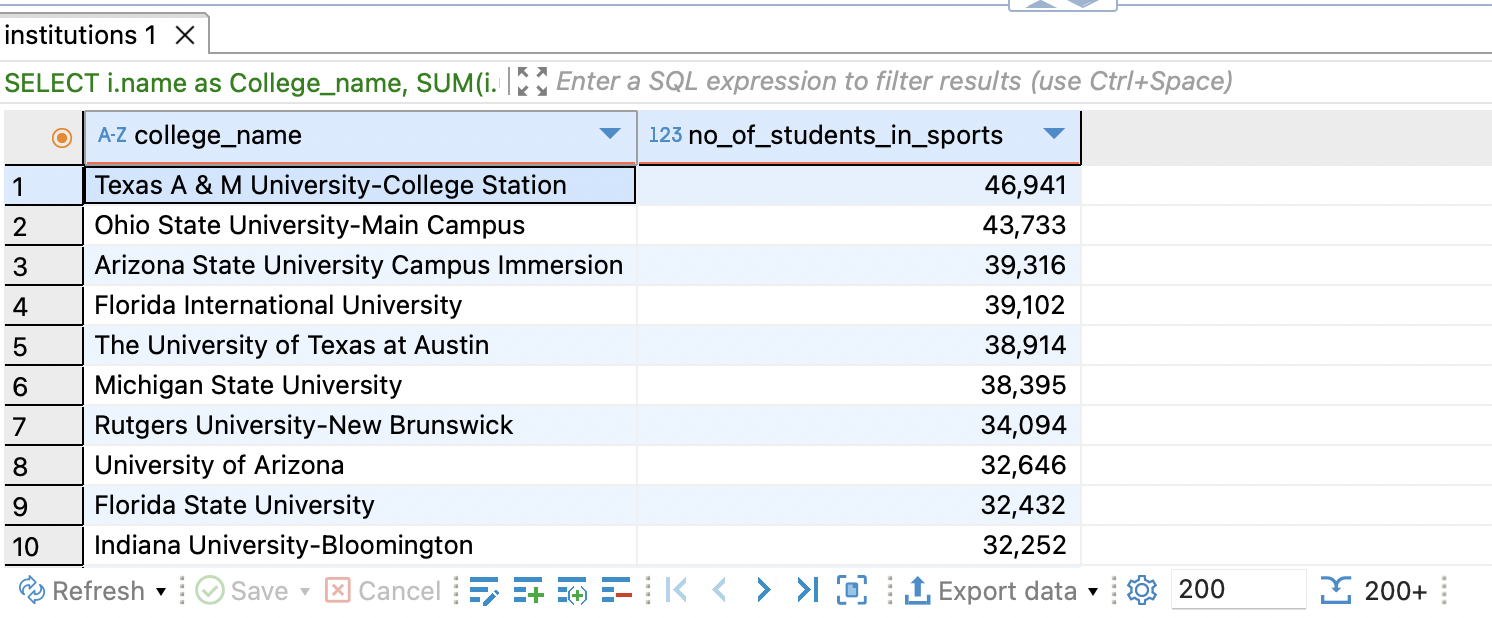 institutions 1
SELECT i.name as College_name, SUM(i. Enter a SQL expression to filter results (use Ctrl+Space)
A-Z college_name 123 no_of_students_in_sports
1 Texas A & M University-College Station 46,941
2 Ohio State University-Main Campus 43,733
3 Arizona State University Campus Immersion 39,316
4 Florida International University 39,102
5 The University of Texas at Austin 38,914
6 Michigan State University 38,395
7 Rutgers University-New Brunswick 34,094
8 University of Arizona 32,646
9 Florida State University 32,432
10 Indiana University-Bloomington 32,252
Refresh Save Cancel Export data 200 200+